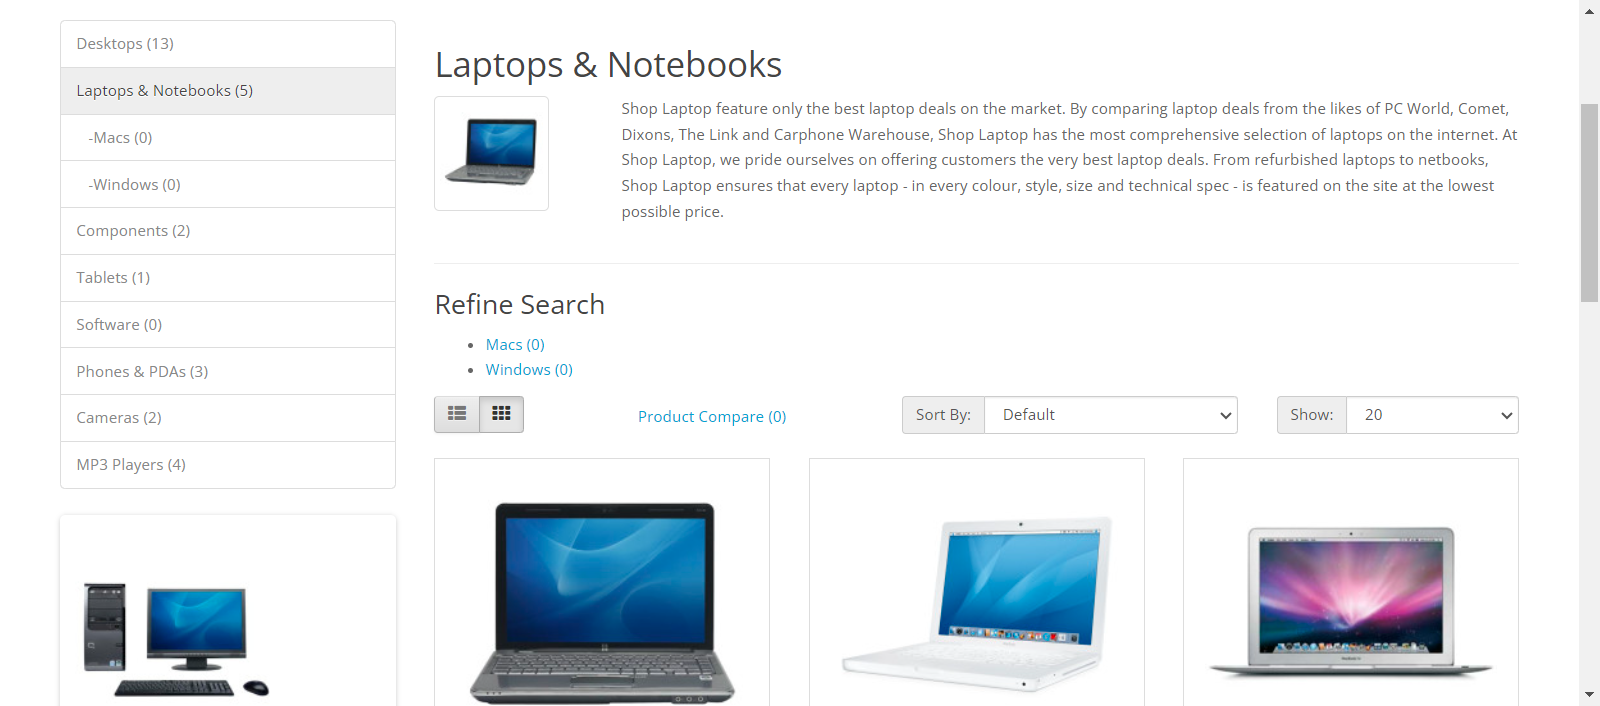 Desktops (13)
Laptops & Notebooks (5)
-Macs (0)
-Windows (0)
Components (2)
Tablets (1)
Software (0)
Phones & PDAs (3)
Cameras (2)
MP3 Players (4)
Laptops & Notebooks
Shop Laptop feature only the best laptop deals on the market. By comparing laptop deals from the likes of PC World, Comet,
Dixons, The Link and Carphone Warehouse, Shop Laptop has the most comprehensive selection of laptops on the internet. At
Shop Laptop, we pride ourselves on offering customers the very best laptop deals. From refurbished laptops to netbooks,
Shop Laptop ensures that every laptop - in every colour, style, size and technical spec - is featured on the site at the lowest
possible price.
Refine Search
Macs (0)
Windows (0)
Product Compare (0)
Sort By: Default
Show: 20